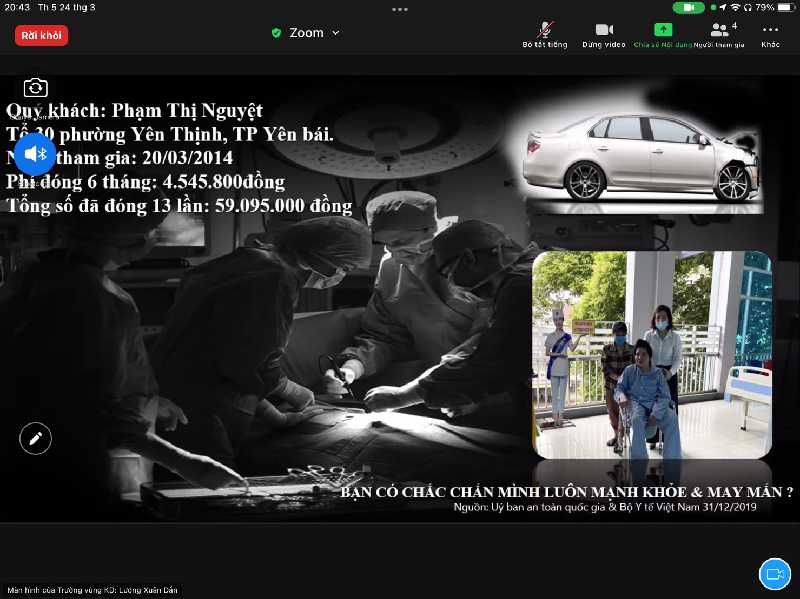 20:43 Th 5 24 thg 3
79%
Rời khỏi
Zoom
Bỏ tắt tiếng
Dừng video
Chia sẻ Nội dung
Người tham gia
4
Khác
Quý khách: Phạm Thị Nguyệt
Tổ 30 phường Yên Thịnh, TP Yên bái.
tham gia: 20/03/2014
Phí đóng 6 tháng: 4.545.800đồng
Tổng số đã đóng 13 lần: 59.095.000 đồng
BẠN CÓ CHẮC CHẮN MÌNH LUÔN MẠNH KHỎE & MAY MẮN ?
Nguồn: Uỷ ban an toàn quốc gia & Bộ Y tế Việt Nam 31/12/2019
Màn hình của Trưởng vùng KD: Lương Xuân Dần